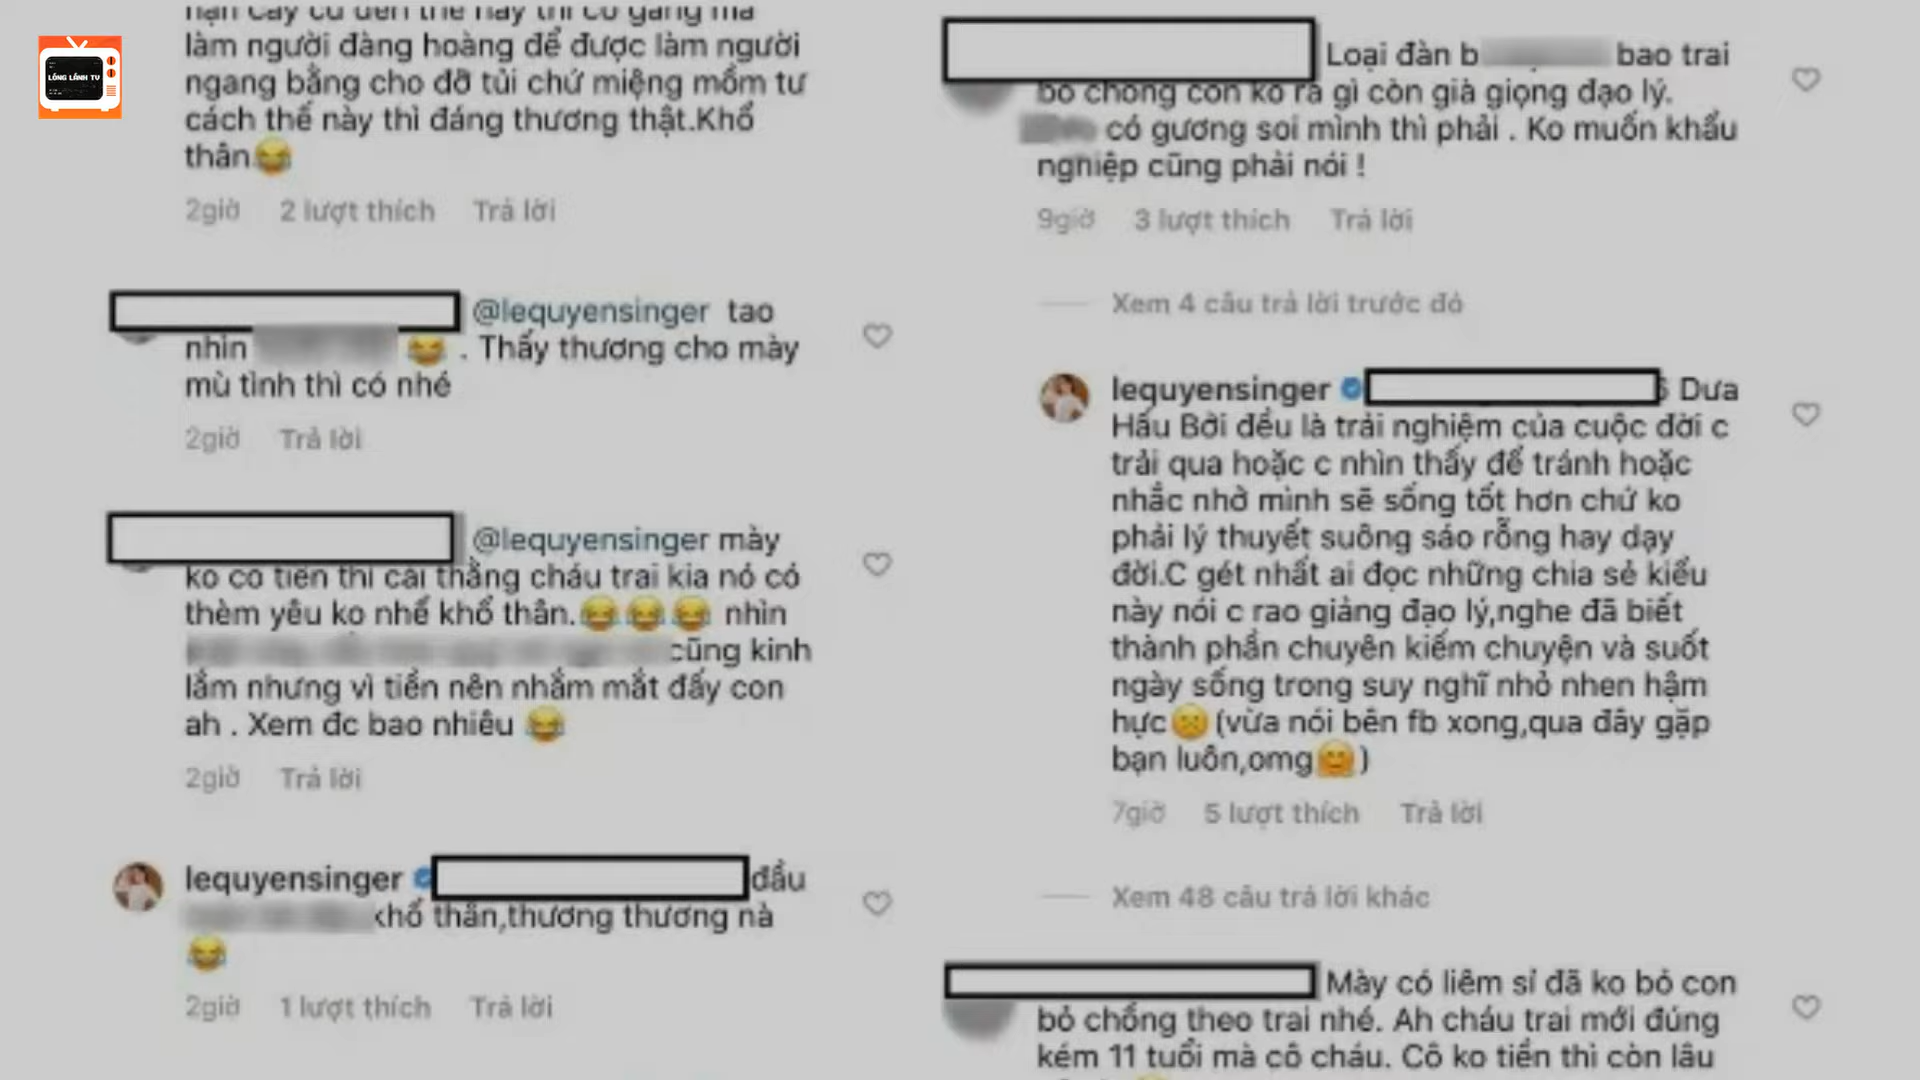 LÓNG LÁNH TV
làm người đàng hoàng để được làm người
ngang bằng cho đỡ tủi chứ miệng mồm tư
cách thế này thì đáng thương thật.Khổ
thân😂
2giờ 2 lượt thích Trả lời
@lequyensinger tao
nhìn 😂 . Thấy thương cho mày
mù tình thì có nhé
2giờ Trả lời
@lequyensinger mày
ko có tiền thì cái thằng cháu trai kia nó có
thèm yêu ko nhế khổ thân.😂😂😂 nhìn
cũng kinh
lắm nhưng vì tiền nên nhắm mắt đấy con
ah . Xem đc bao nhiêu 😂
2giờ Trả lời
lequyensinger đầu
khổ thân,thương thương nà
😂
2giờ 1 lượt thích Trả lời
Loại đàn b bao trai
bỏ chồng con ko ra gì còn già giọng đạo lý.
có gương soi mình thì phải . Ko muốn khẩu
nghiệp cũng phải nói !
9giờ 3 lượt thích Trả lời
Xem 4 câu trả lời trước đó
lequyensinger 6 Dưa
Hấu Bởi đều là trải nghiệm của cuộc đời c
trải qua hoặc c nhìn thấy để tránh hoặc
nhắc nhở mình sẽ sống tốt hơn chứ ko
phải lý thuyết suông sáo rỗng hay dạy
đời.C gét nhất ai đọc những chia sẻ kiểu
này nói c rao giảng đạo lý,nghe đã biết
thành phần chuyên kiếm chuyện và suốt
ngày sống trong suy nghĩ nhỏ nhen hậm
hực🙁(vừa nói bên fb xong,qua đây gặp
bạn luôn,omg🤗)
7giờ 5 lượt thích Trả lời
Xem 48 câu trả lời khác
Mày có liêm sỉ đã ko bỏ con
bỏ chồng theo trai nhé. Ah cháu trai mới đúng
kém 11 tuổi mà cô cháu. Cô ko tiền thì còn lâu